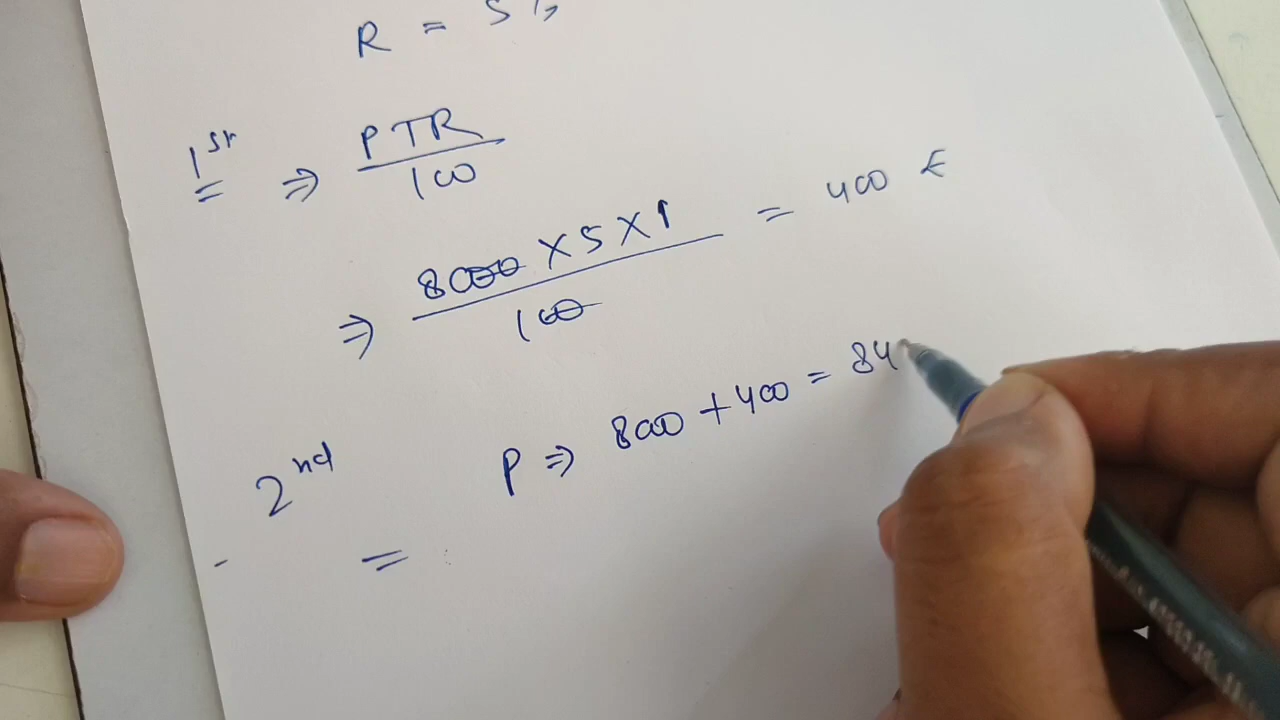 R = 5%
1st ⇒ PTR
100
⇒ 8000 X 5 X 1 = 400 ←
100
2nd P ⇒ 8000 + 400 = 84
=